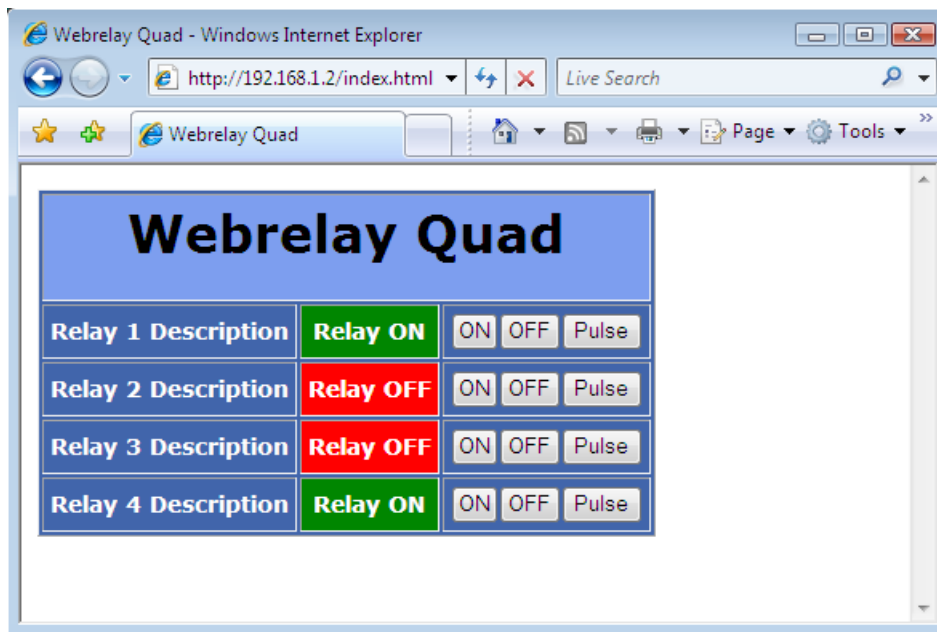 Webrelay Quad - Windows Internet Explorer
http://192.168.1.2/index.html Live Search
Webrelay Quad Page Tools
Webrelay Quad
Relay 1 Description Relay ON ON OFF Pulse
Relay 2 Description Relay OFF ON OFF Pulse
Relay 3 Description Relay OFF ON OFF Pulse
Relay 4 Description Relay ON ON OFF Pulse